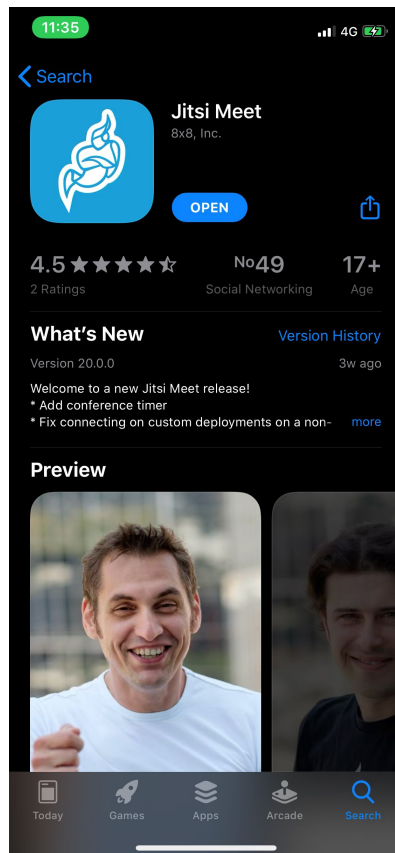 11:35
4G
Search
Jitsi Meet
8x8, Inc.
OPEN
4.5
No49
17+
2 Ratings
Social Networking
Age
What's New
Version History
Version 20.0.0
3w ago
Welcome to a new Jitsi Meet release!
* Add conference timer
* Fix connecting on custom deployments on a non-
more
Preview
Today
Games
Apps
Arcade
Search